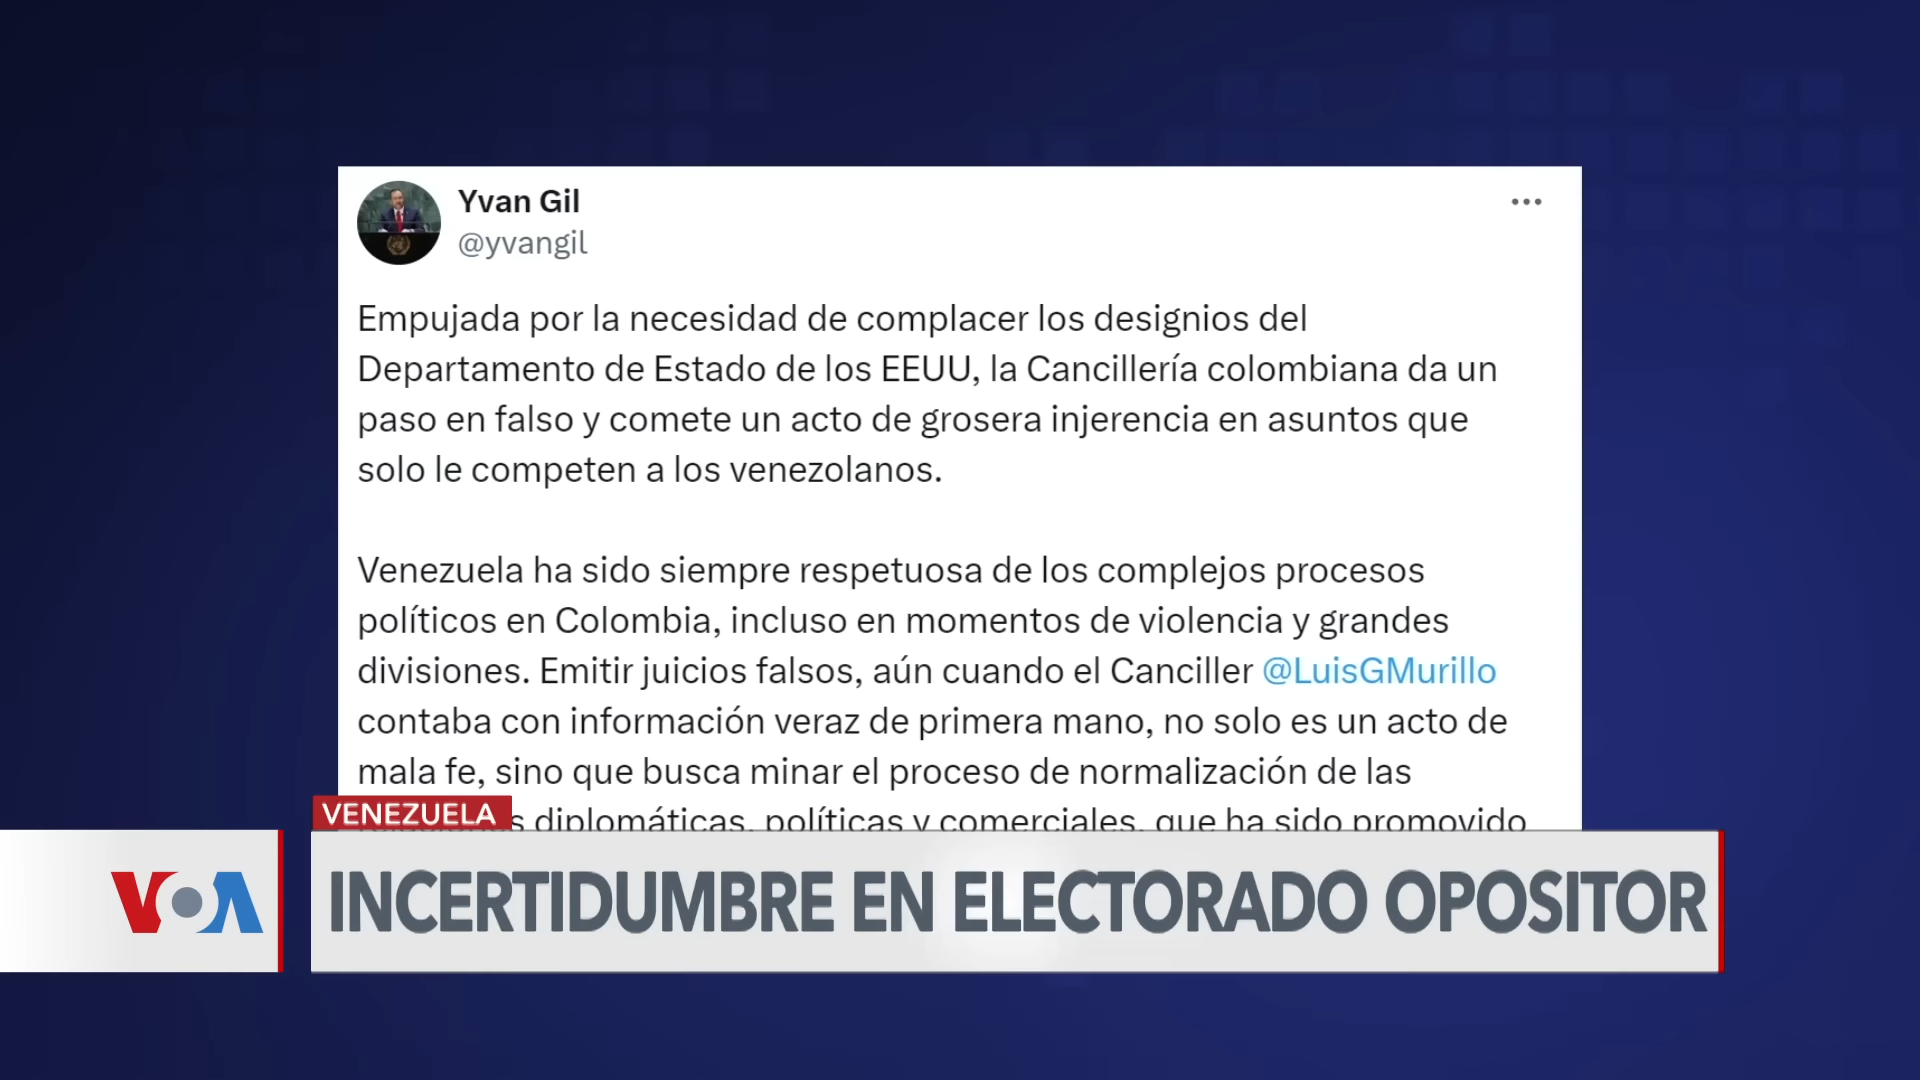 Yvan Gil
@yvangil
Empujada por la necesidad de complacer los designios del
Departamento de Estado de los EEUU, la Cancillería colombiana da un
paso en falso y comete un acto de grosera injerencia en asuntos que
solo le competen a los venezolanos.
Venezuela ha sido siempre respetuosa de los complejos procesos
políticos en Colombia, incluso en momentos de violencia y grandes
divisiones. Emitir juicios falsos, aún cuando el Canciller @LuisGMurillo
contaba con información veraz de primera mano, no solo es un acto de
mala fe, sino que busca minar el proceso de normalización de las
diplomáticas, políticas y comerciales, que ha sido promovido
VENEZUELA
VOA
INCERTIDUMBRE EN ELECTORADO OPOSITOR